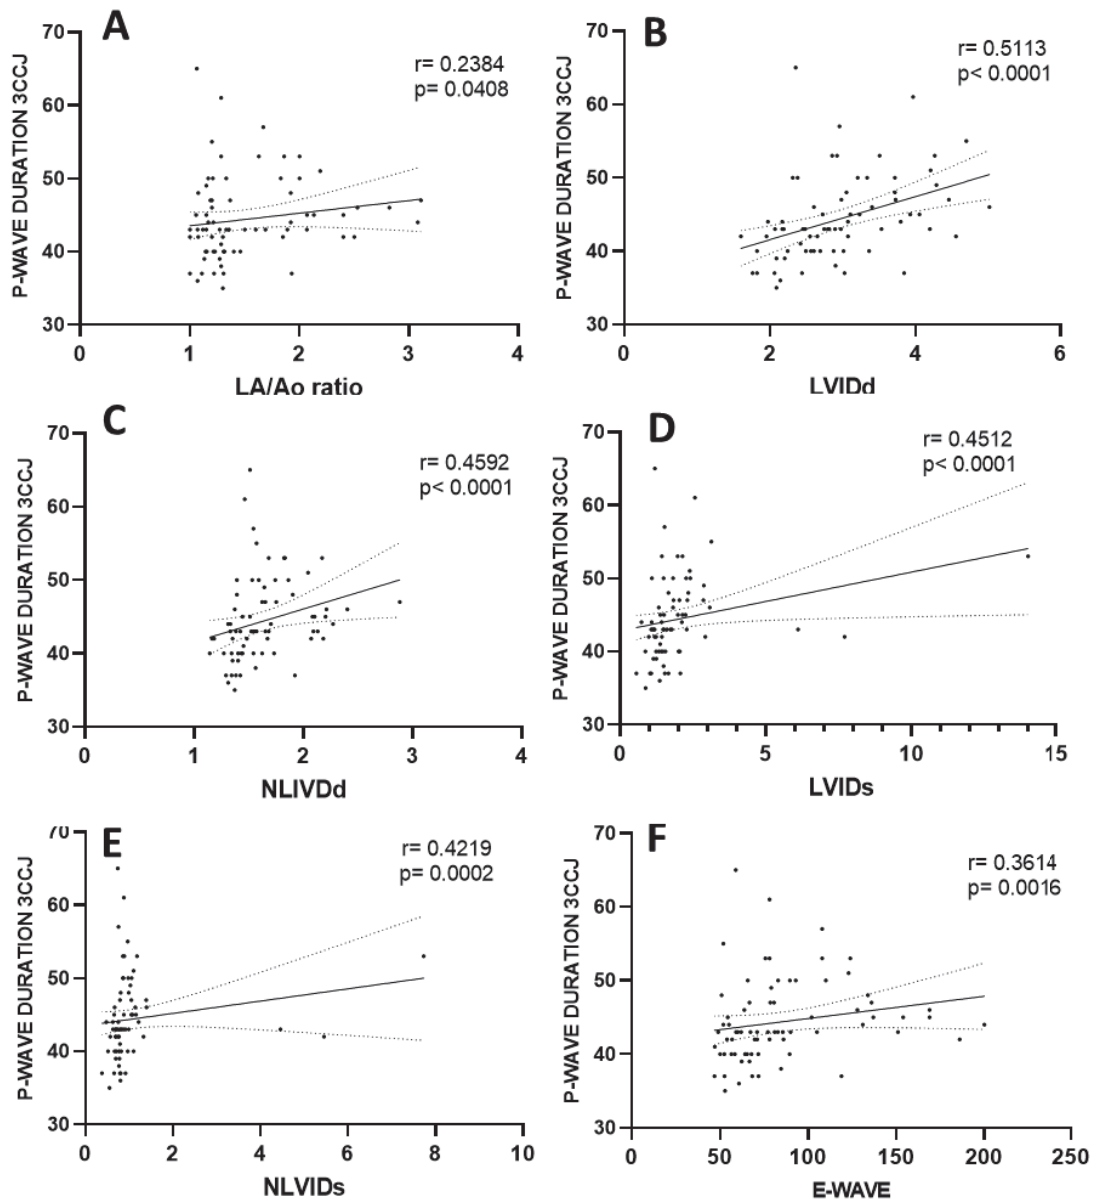 A
P-WAVE DURATION 3CCJ
r= 0.2384
p= 0.0408
70
60
50
40
30
0 1 2 3 4
LA/Ao ratio
B
P-WAVE DURATION 3CCJ
r= 0.5113
p< 0.0001
70
60
50
40
30
0 2 4 6
LVIDd
C
P-WAVE DURATION 3CCJ
r= 0.4592
p< 0.0001
70
60
50
40
30
0 1 2 3 4
NLIVDd
D
P-WAVE DURATION 3CCJ
r= 0.4512
p< 0.0001
70
60
50
40
30
0 5 10 15
LVIDs
E
P-WAVE DURATION 3CCJ
r= 0.4219
p= 0.0002
70
60
50
40
30
0 2 4 6 8 10
NLVIDs
F
P-WAVE DURATION 3CCJ
r= 0.3614
p= 0.0016
70
60
50
40
30
0 50 100 150 200 250
E-WAVE